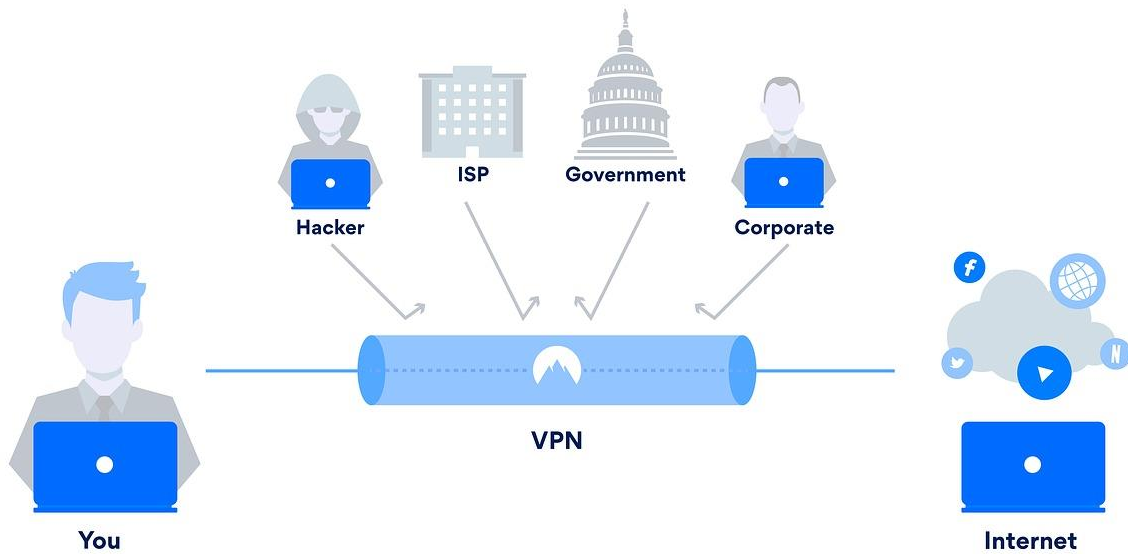 Hacker
ISP
Government
Corporate
VPN
You
Internet
f
N